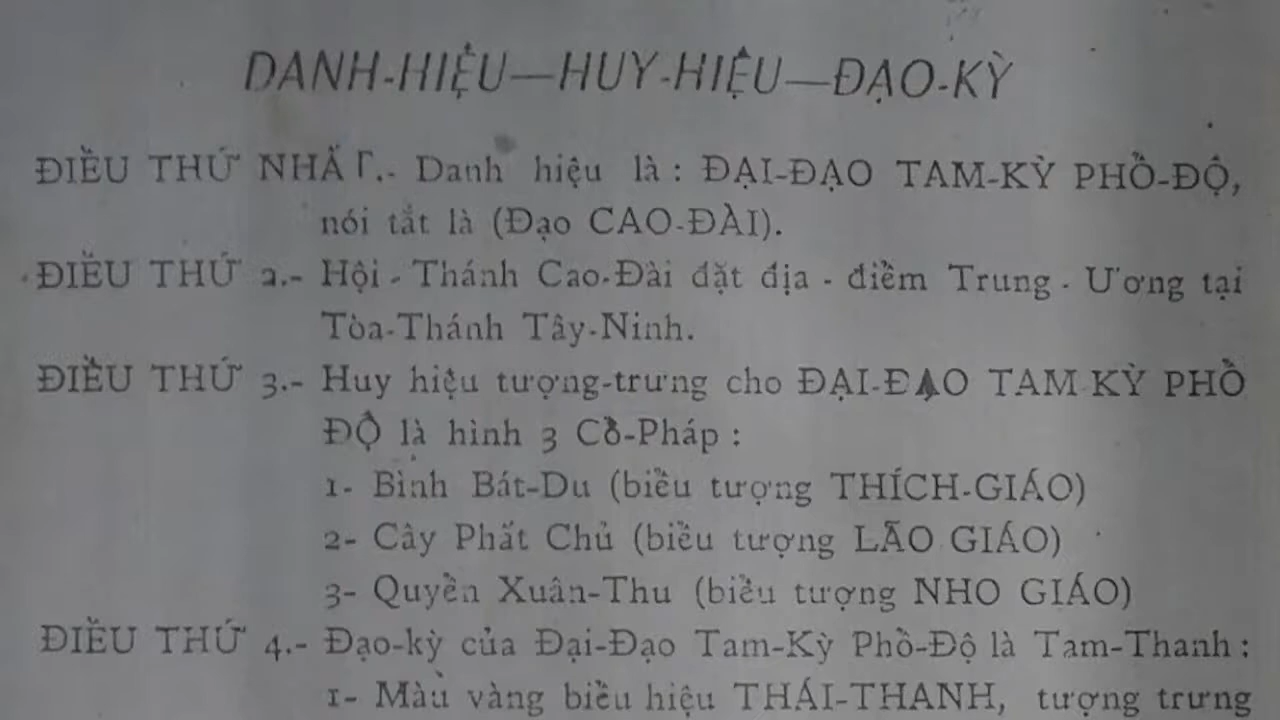 DANH-HIỆU—HUY-HIỆU—ĐẠO-KỲ
ĐIỀU THỨ NHẤT.- Danh hiệu là : ĐẠI-ĐẠO TAM-KỲ PHỔ-ĐỘ,
nói tắt là (Đạo CAO-ĐÀI).
ĐIỀU THỨ 2.- Hội - Thánh Cao-Đài đặt địa - điểm Trung - Ương tại
Tòa-Thánh Tây-Ninh.
ĐIỀU THỨ 3.- Huy hiệu tượng-trưng cho ĐẠI-ĐẠO TAM-KỲ PHỔ
ĐỘ là hình 3 Cổ-Pháp :
1- Bình Bát-Du (biểu tượng THÍCH-GIÁO)
2- Cây Phất Chủ (biểu tượng LÃO GIÁO)
3- Quyển Xuân-Thu (biểu tượng NHO GIÁO)
ĐIỀU THỨ 4.- Đạo-kỳ của Đại-Đạo Tam-Kỳ Phổ-Độ là Tam-Thanh :
1- Màu vàng biểu hiệu THÁI-THANH, tượng trưng